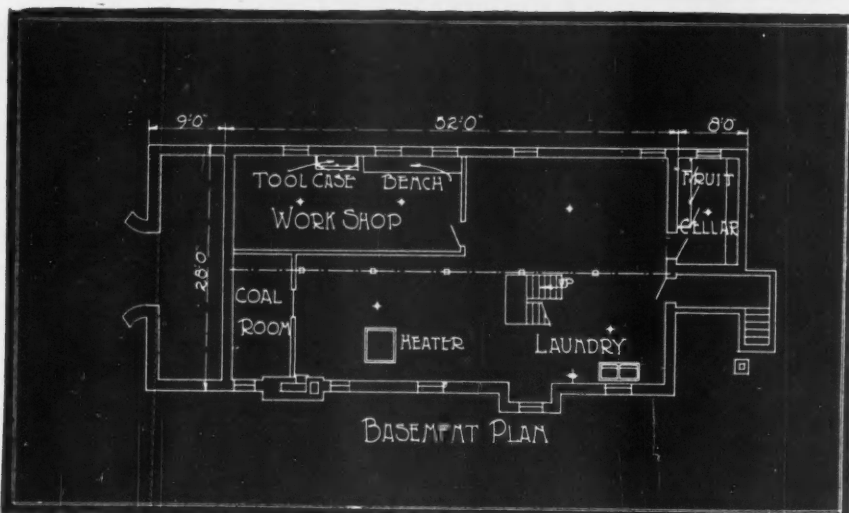 9'-0" 52'-0" 8'-0"
TOOL CASE BENCH
WORK SHOP
FRUIT
CELLAR
28'-0"
COAL
ROOM
UP
HEATER
LAUNDRY
BASEMENT PLAN